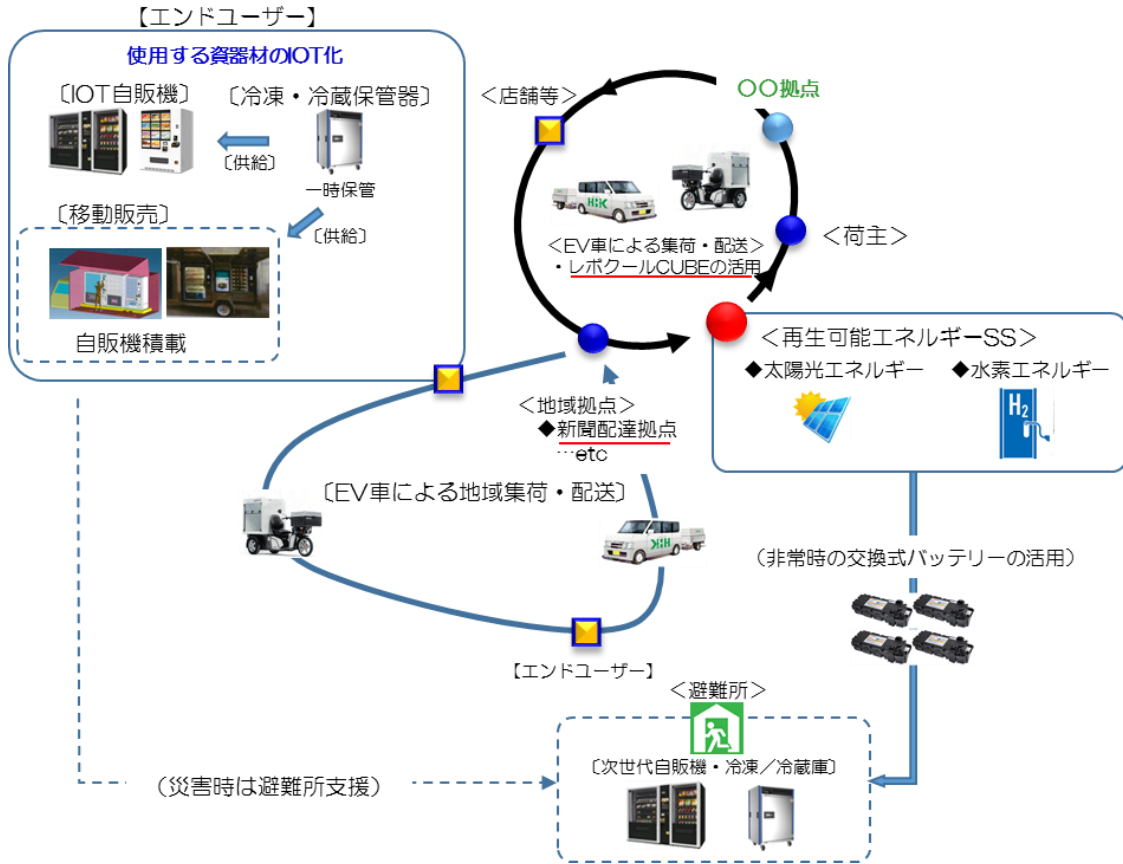 【エンドユーザー】
使用する資器材のIOT化
〔IOT自販機〕
〔冷凍・冷蔵保管器〕
〔供給〕
一時保管
〔移動販売〕
〔供給〕
自販機積載
＜店舗等＞
〇〇拠点
HHK
＜EV車による集荷・配送＞
・レポクールCUBEの活用
＜荷主＞
＜再生可能エネルギーSS＞
◆太陽光エネルギー
◆水素エネルギー
H2
＜地域拠点＞
◆新聞配達拠点
…etc
〔EV車による地域集荷・配送〕
（非常時の交換式バッテリーの活用）
【エンドユーザー】
＜避難所＞
〔次世代自販機・冷凍／冷蔵庫〕
（災害時は避難所支援）